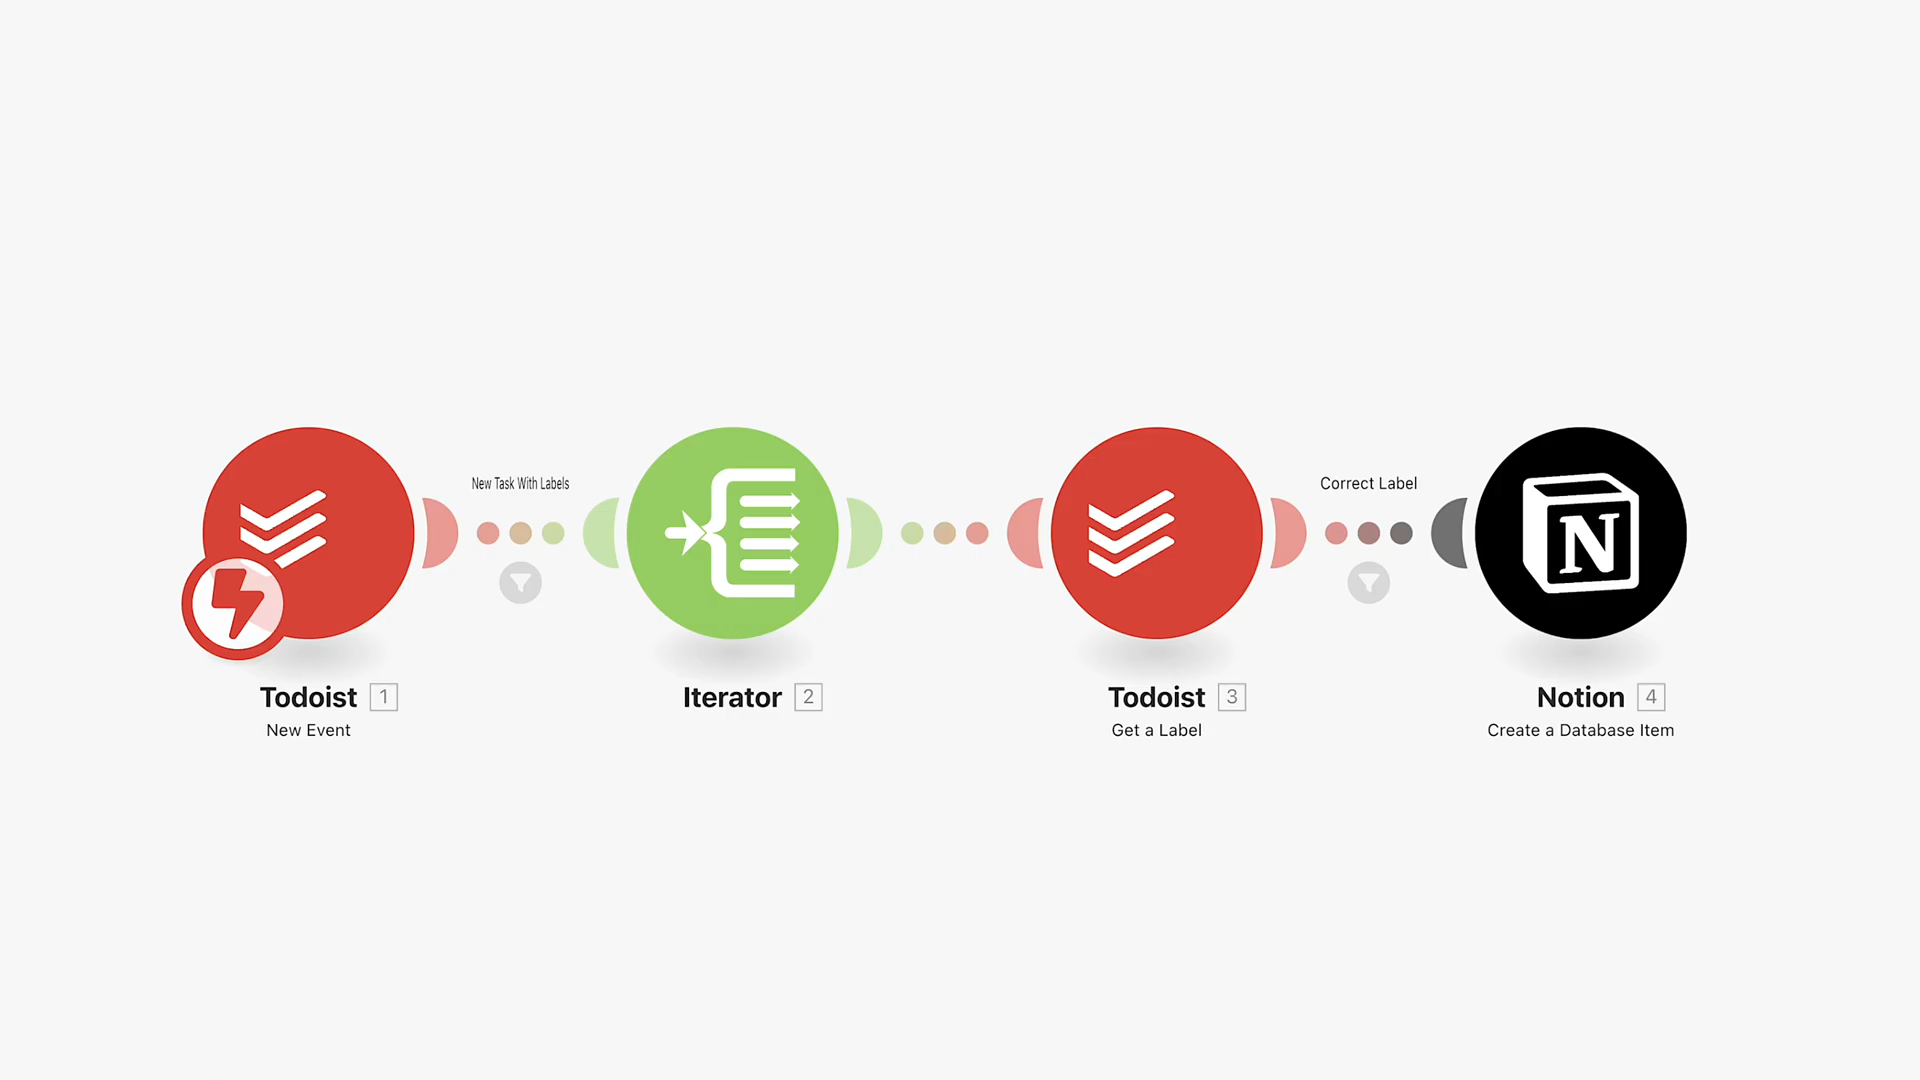 New Task With Labels
Correct Label
N
Todoist 1
New Event
Iterator 2
Todoist 3
Get a Label
Notion 4
Create a Database Item